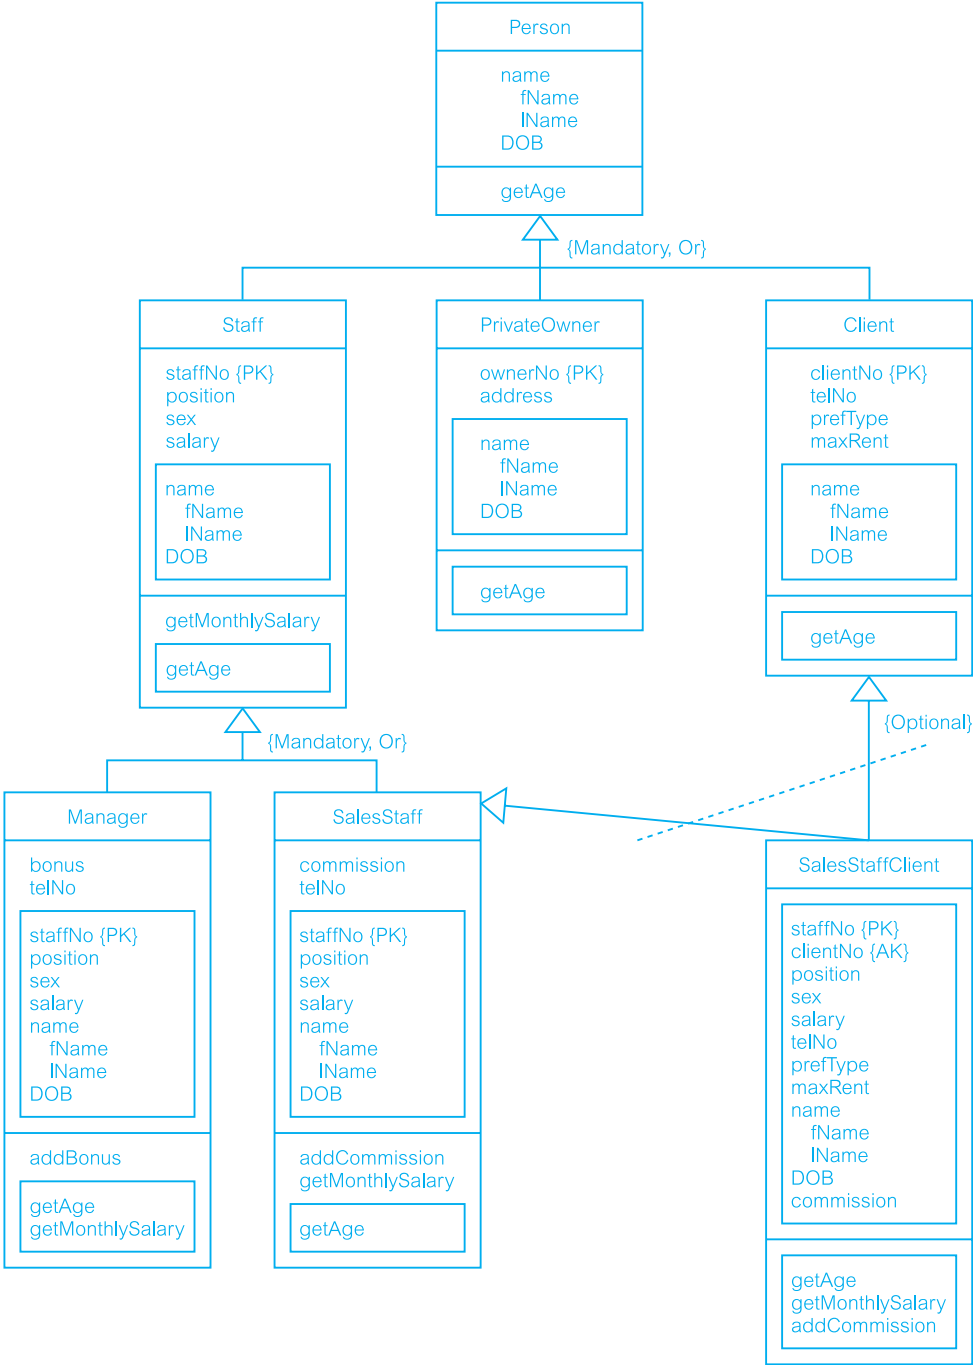 Person
name
fName
lName
DOB
getAge
{Mandatory, Or}
Staff
staffNo {PK}
position
sex
salary
name
fName
lName
DOB
getMonthlySalary
getAge
PrivateOwner
ownerNo {PK}
address
name
fName
lName
DOB
getAge
Client
clientNo {PK}
telNo
prefType
maxRent
name
fName
lName
DOB
getAge
{Mandatory, Or}
{Optional}
Manager
bonus
telNo
staffNo {PK}
position
sex
salary
name
fName
lName
DOB
addBonus
getAge
getMonthlySalary
SalesStaff
commission
telNo
staffNo {PK}
position
sex
salary
name
fName
lName
DOB
addCommission
getMonthlySalary
getAge
SalesStaffClient
staffNo {PK}
clientNo {AK}
position
sex
salary
telNo
prefType
maxRent
name
fName
lName
DOB
commission
getAge
getMonthlySalary
addCommission